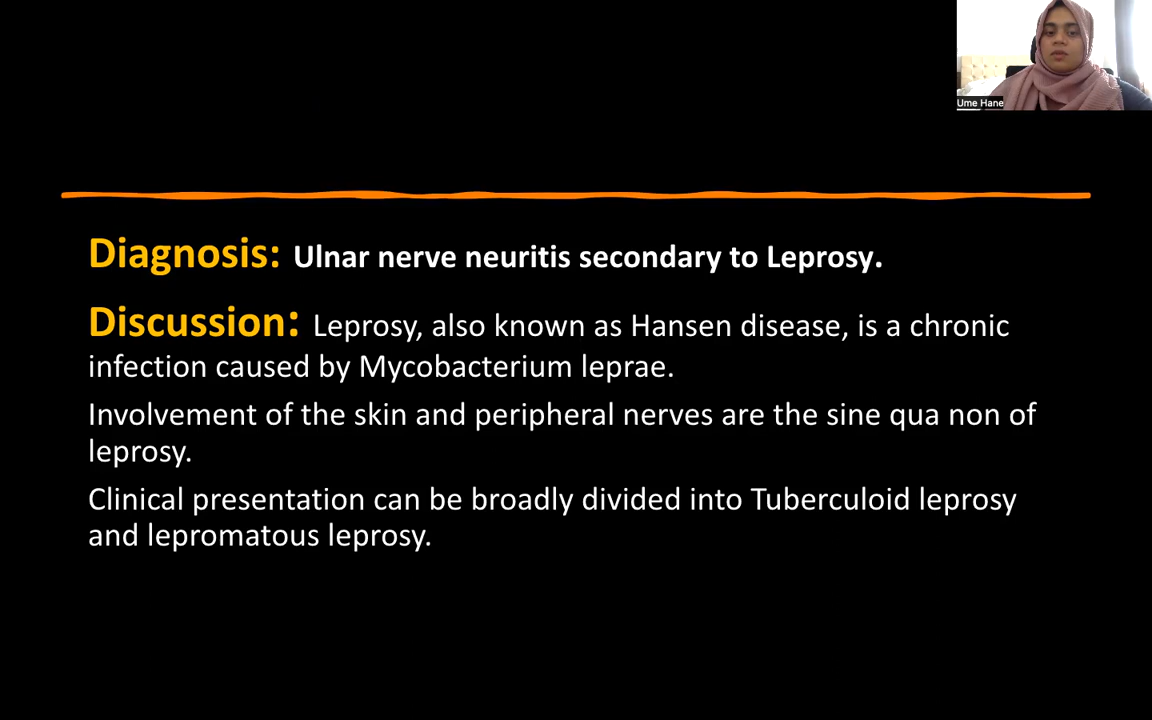 Ume Hane
Diagnosis: Ulnar nerve neuritis secondary to Leprosy.
Discussion: Leprosy, also known as Hansen disease, is a chronic
infection caused by Mycobacterium leprae.
Involvement of the skin and peripheral nerves are the sine qua non of
leprosy.
Clinical presentation can be broadly divided into Tuberculoid leprosy
and lepromatous leprosy.